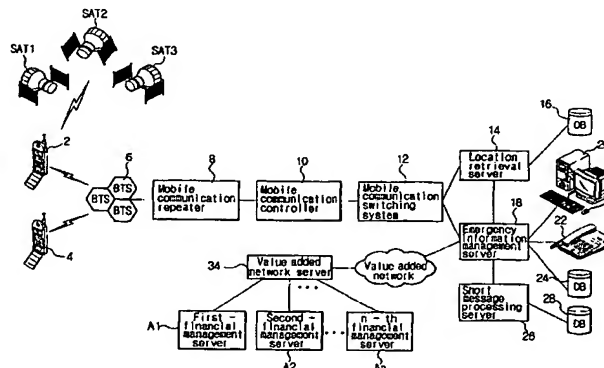 SAT2
SAT1
SAT3
2
4
6
BTS
BTS
BTS
8
Mobile
communication
repeater
10
Mobile
communication
controller
12
Mobile
communication
switching
system
14
Location
retrieval
server
16
DB
18
Emergency
information
management
server
22
24
DB
Short
message
processing
server
26
28
DB
34
Value added
network server
Value added
network
A1
First -
financial
management
server
Second -
financial
management
server
A2
n - th
financial
management
server